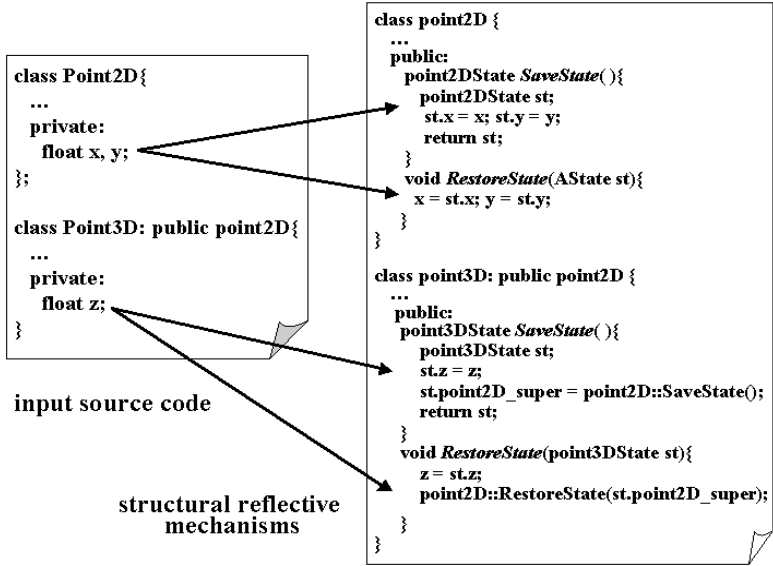 class Point2D{
...
private:
float x, y;
};
class Point3D: public point2D{
...
private:
float z;
}
input source code
structural reflective
mechanisms
class point2D {
...
public:
point2DState SaveState( ){
point2DState st;
st.x = x; st.y = y;
return st;
}
void RestoreState(AState st){
x = st.x; y = st.y;
}
}
class point3D: public point2D {
...
public:
point3DState SaveState( ){
point3DState st;
st.z = z;
st.point2D_super = point2D::SaveState();
return st;
}
void RestoreState(point3DState st){
z = st.z;
point2D::RestoreState(st.point2D_super);
}
}